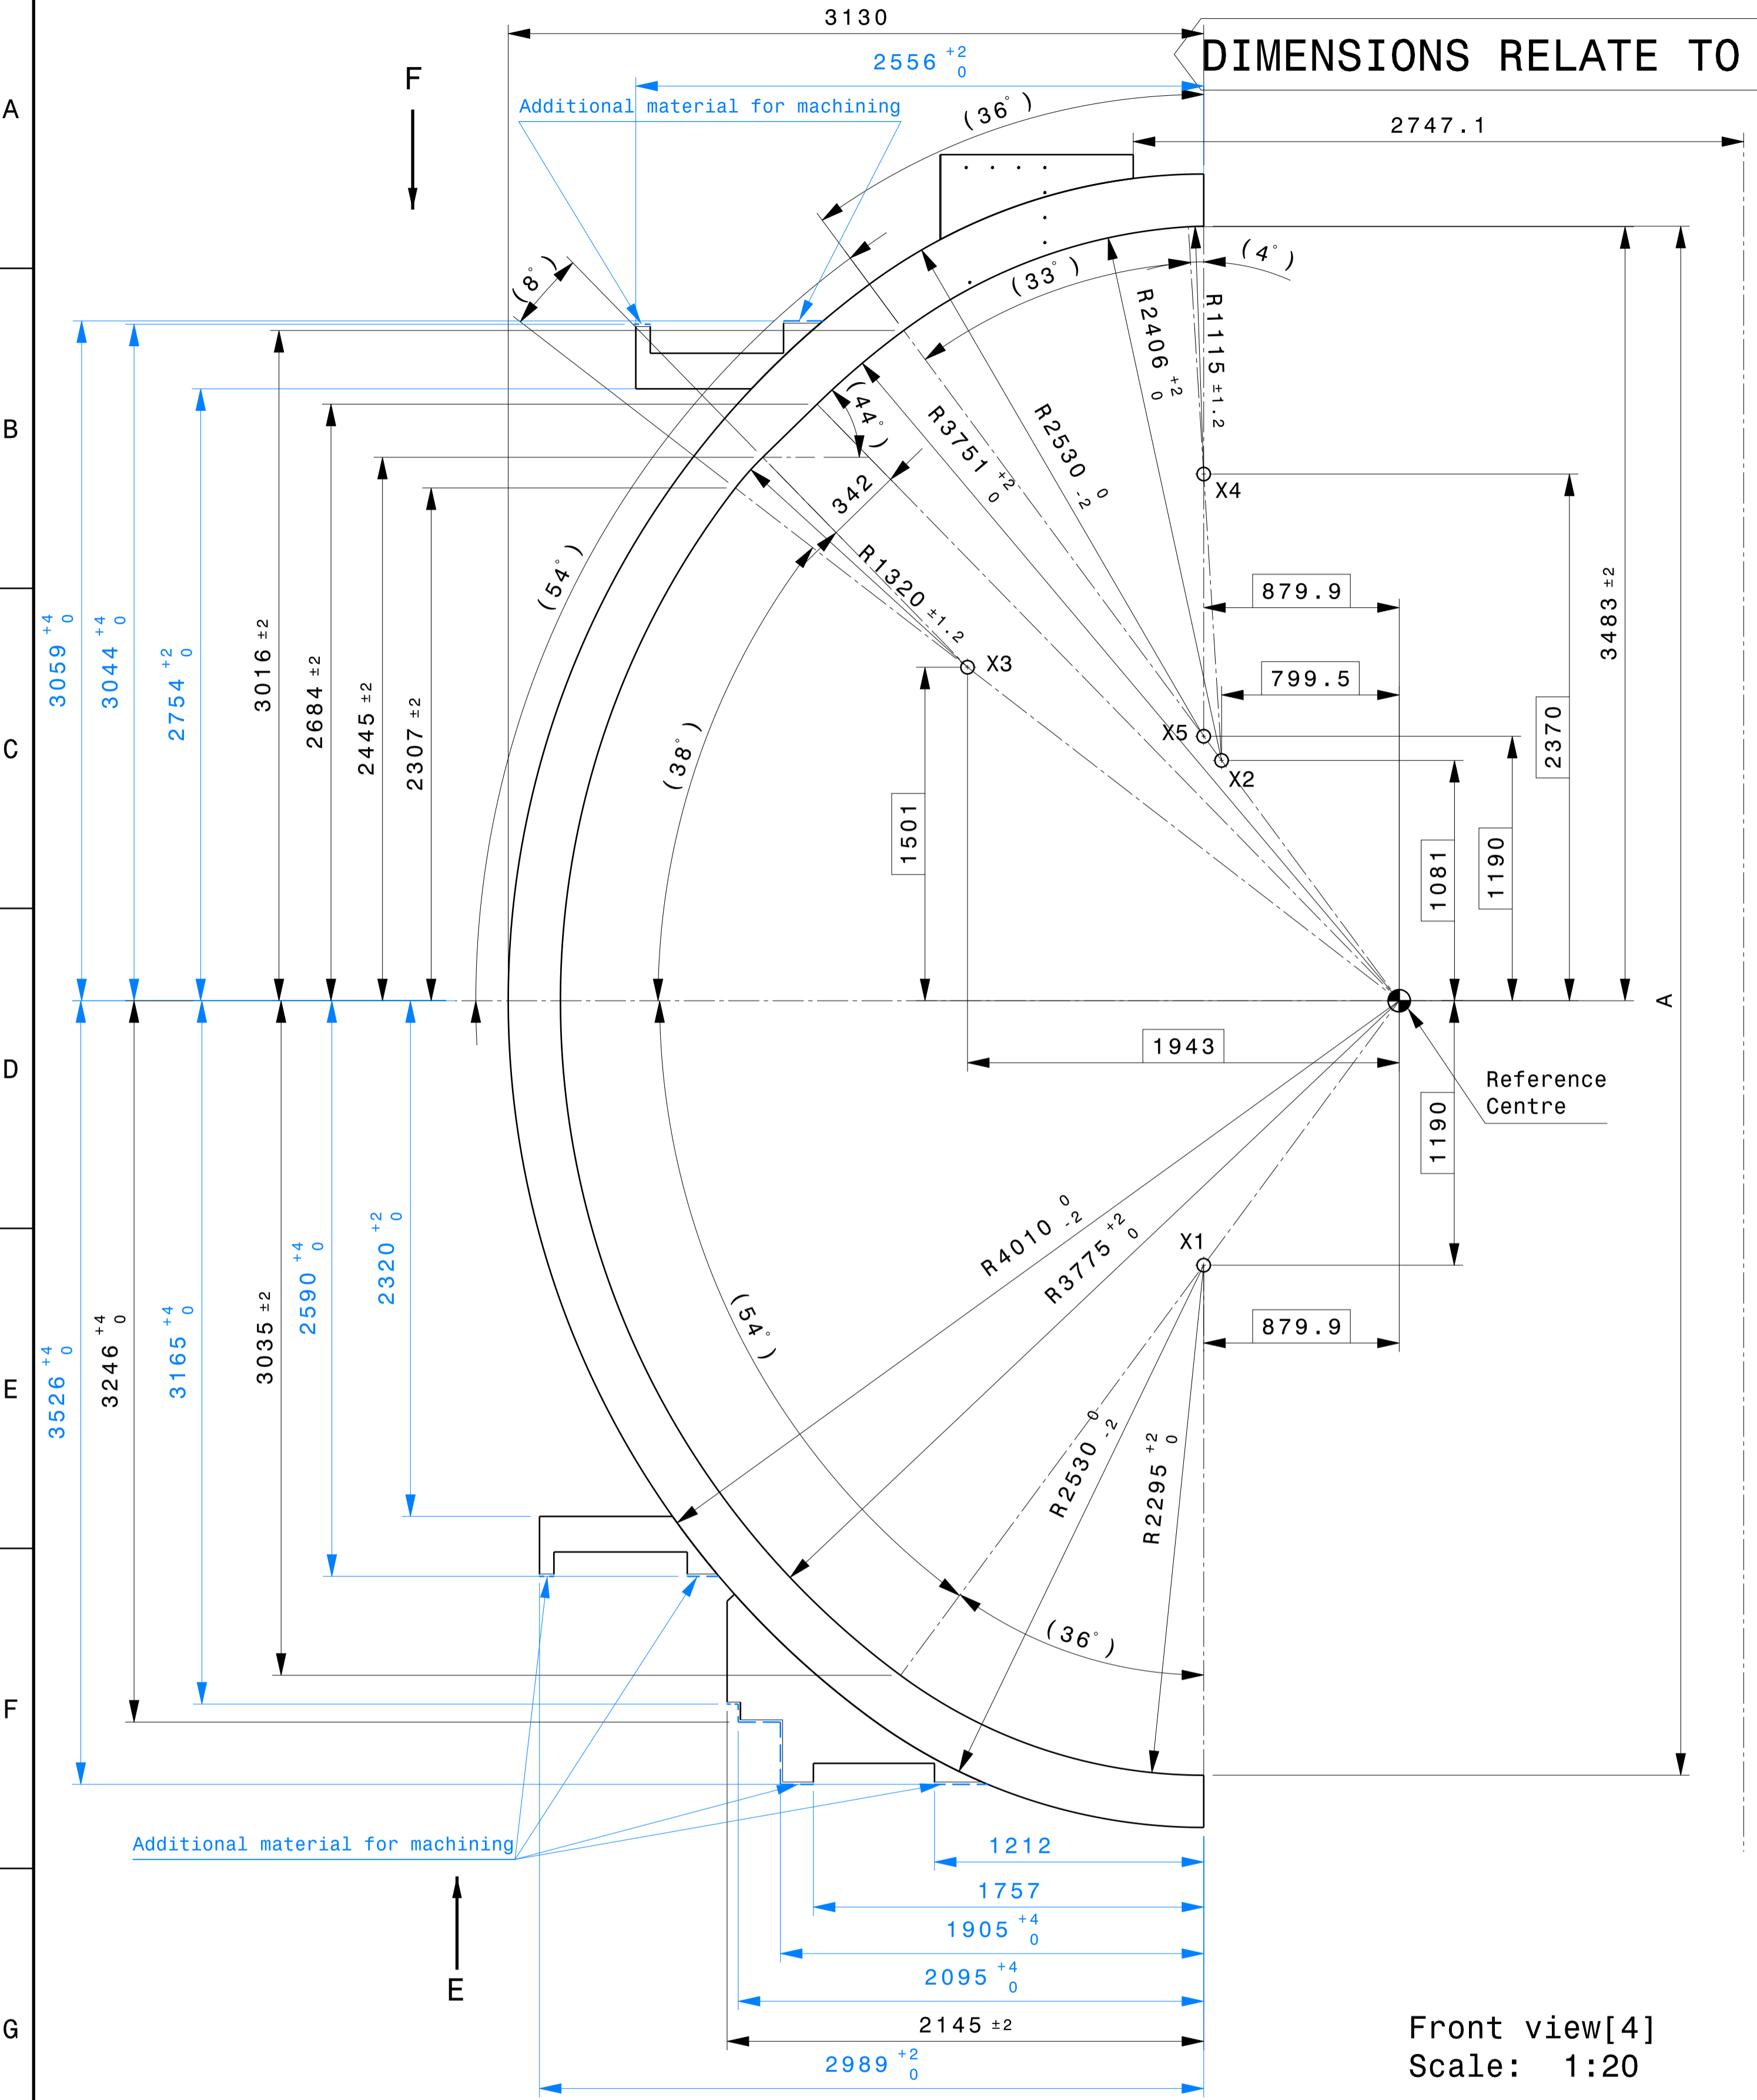 3130
2556 +2 0
DIMENSIONS RELATE TO
F
A
Additional material for machining
(36°)
2747.1
(8°)
(33°)
(4°)
R2406 +2 0
R1115 ±1.2
B
(44°)
R3751 +2 0
R2530 0 -2
342
X4
(54°)
R1320 ±1.2
879.9
3483 ±2
3059 +4 0
3044 +4 0
2754 +2 0
3016 ±2
2684 ±2
2445 ±2
2307 ±2
X3
799.5
C
X5
2370
(38°)
X2
1501
1081
1190
A
D
1943
Reference
Centre
1190
R4010 0 -2
R3775 +2 0
X1
2320 +2 0
2590 +4 0
3035 ±2
3165 +4 0
3246 +4 0
3526 +4 0
(54°)
879.9
E
R2530 0 -2
R2295 +2 0
(36°)
F
Additional material for machining
1212
1757
1905 +4 0
2095 +4 0
E
2145 ±2
2989 +2 0
G
Front view[4]
Scale: 1:20